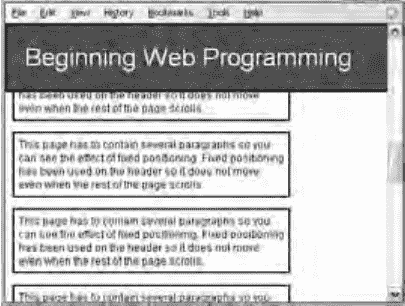 File Edit View History Bookmarks Tools Help
Beginning Web Programming
has been used on the header so it does not move
even when the rest of the page scrolls.
This page has to contain several paragraphs so you
can see the effect of fixed positioning. Fixed positioning
has been used on the header so it does not move
even when the rest of the page scrolls.
This page has to contain several paragraphs so you
can see the effect of fixed positioning. Fixed positioning
has been used on the header so it does not move
even when the rest of the page scrolls.
This page has to contain several paragraphs so you